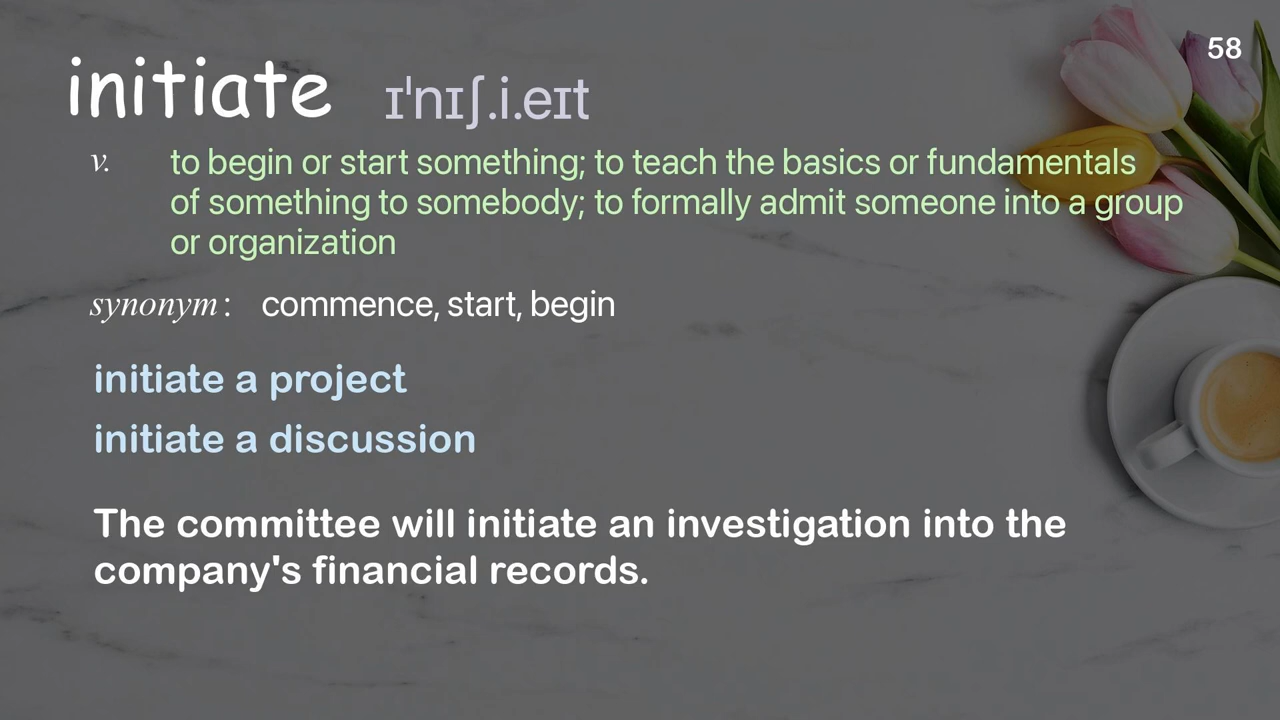 58
initiate ɪˈnɪʃ.i.eɪt
v. to begin or start something; to teach the basics or fundamentals
of something to somebody; to formally admit someone into a group
or organization
synonym: commence, start, begin
initiate a project
initiate a discussion
The committee will initiate an investigation into the
company's financial records.